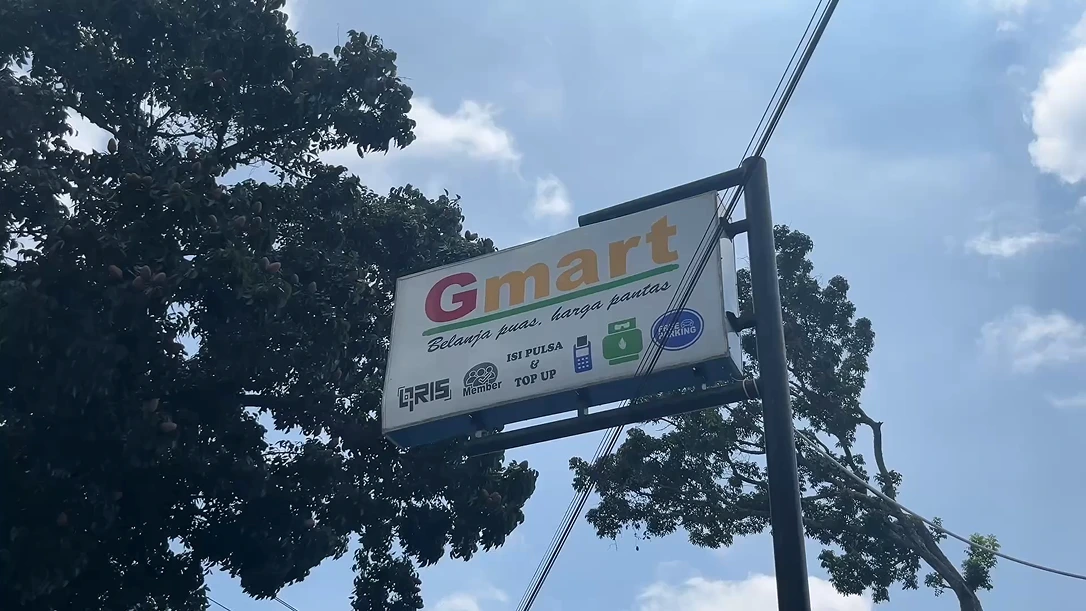 Gmart
Belanja puas, harga pantas
QRIS
Member
ISI PULSA
&
TOP UP
FREE
PARKING